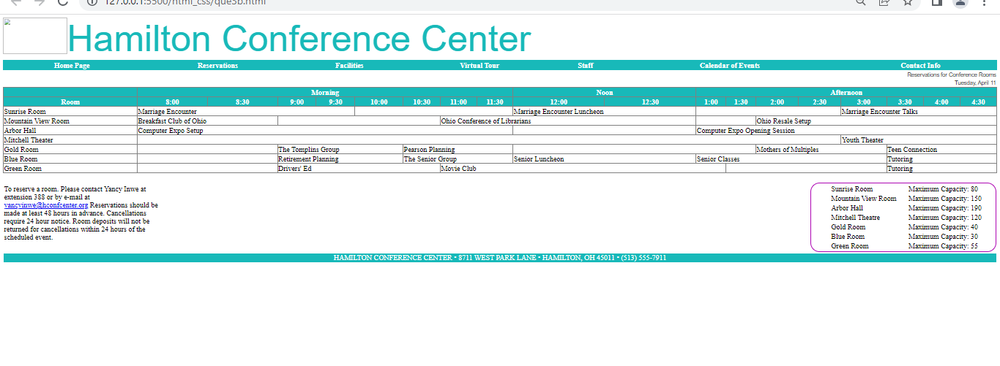 127.0.0.1:5500/html_css/que3b.html
Hamilton Conference Center
Home Page Reservations Facilities Virtual Tour Staff Calendar of Events Contact Info
Reservations for Conference Rooms
Tuesday, April 11
Morning Noon Afternoon
Room 8:00 8:30 9:00 9:30 10:00 10:30 11:00 11:30 12:00 12:30 1:00 1:30 2:00 2:30 3:00 3:30 4:00 4:30
Sunrise Room Marriage Encounter Marriage Encounter Luncheon Marriage Encounter Talks
Mountain View Room Breakfast Club of Ohio Ohio Conference of Librarians Ohio Resale Setup
Arbor Hall Computer Expo Setup Computer Expo Opening Session
Mitchell Theater Youth Theater
Gold Room The Tomplins Group Pearson Planning Mothers of Multiples Teen Connection
Blue Room Retirement Planning The Senior Group Senior Luncheon Senior Classes Tutoring
Green Room Drivers' Ed Movie Club Tutoring
To reserve a room. Please contact Yancy Inwe at
extension 388 or by e-mail at
yancyinwe@hconfcenter.org Reservations should be
made at least 48 hours in advance. Cancellations
require 24 hour notice. Room deposits will not be
returned for cancellations within 24 hours of the
scheduled event.
Sunrise Room Maximum Capacity: 80
Mountain View Room Maximum Capacity: 150
Arbor Hall Maximum Capacity: 190
Mitchell Theatre Maximum Capacity: 120
Gold Room Maximum Capacity: 40
Blue Room Maximum Capacity: 30
Green Room Maximum Capacity: 55
HAMILTON CONFERENCE CENTER • 8711 WEST PARK LANE • HAMILTON, OH 45011 • (513) 555-7911